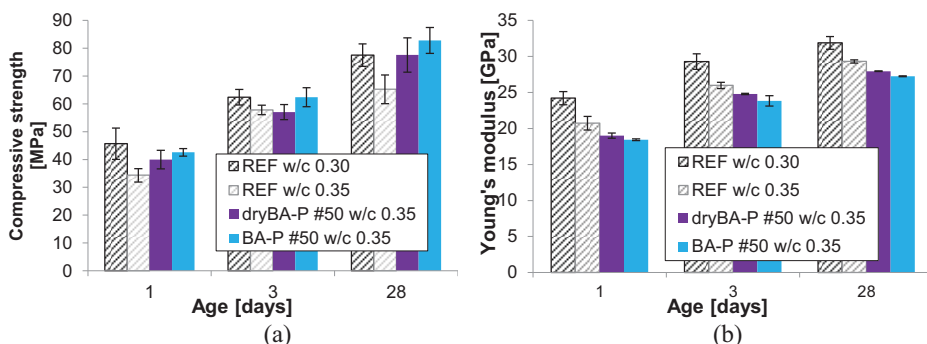 Compressive strength
[MPa]
90
80
70
60
50
40
30
20
10
0
REF w/c 0.30
REF w/c 0.35
dryBA-P #50 w/c 0.35
BA-P #50 w/c 0.35
1
3
28
Age [days]
(a)
Young's modulus [GPa]
35
30
25
20
15
10
5
0
REF w/c 0.30
REF w/c 0.35
dryBA-P #50 w/c 0.35
BA-P #50 w/c 0.35
1
3
28
Age [days]
(b)